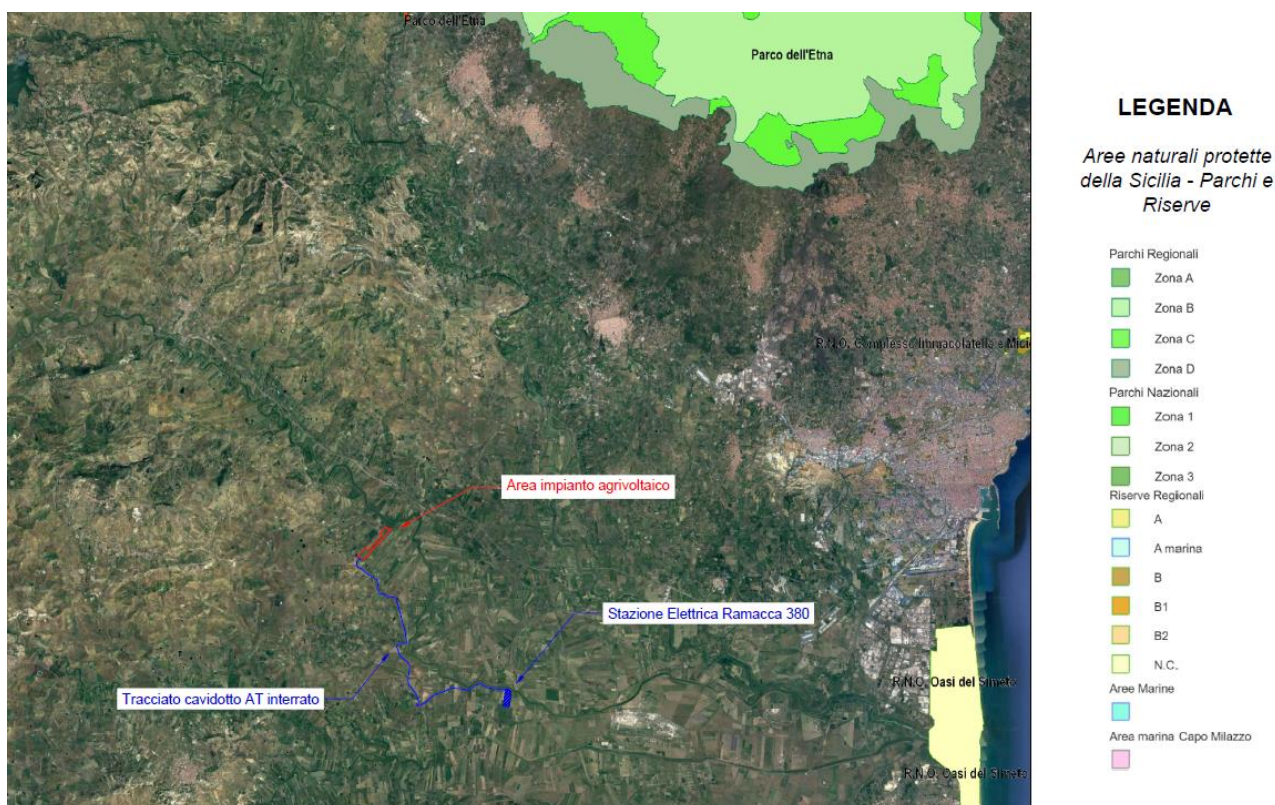 Parco dell'Etna
Parco dell'Etna
R.N.O. Complesso Immacolatella e Mici
Area impianto agrivoltaico
Stazione Elettrica Ramacca 380
Tracciato cavidotto AT interrato
R.N.O. Oasi del Simeto
R.N.O. Oasi del Simeto
LEGENDA
Aree naturali protette
della Sicilia - Parchi e
Riserve
Parchi Regionali
Zona A
Zona B
Zona C
Zona D
Parchi Nazionali
Zona 1
Zona 2
Zona 3
Riserve Regionali
A
A marina
B
B1
B2
N.C.
Aree Marine
Area marina Capo Milazzo